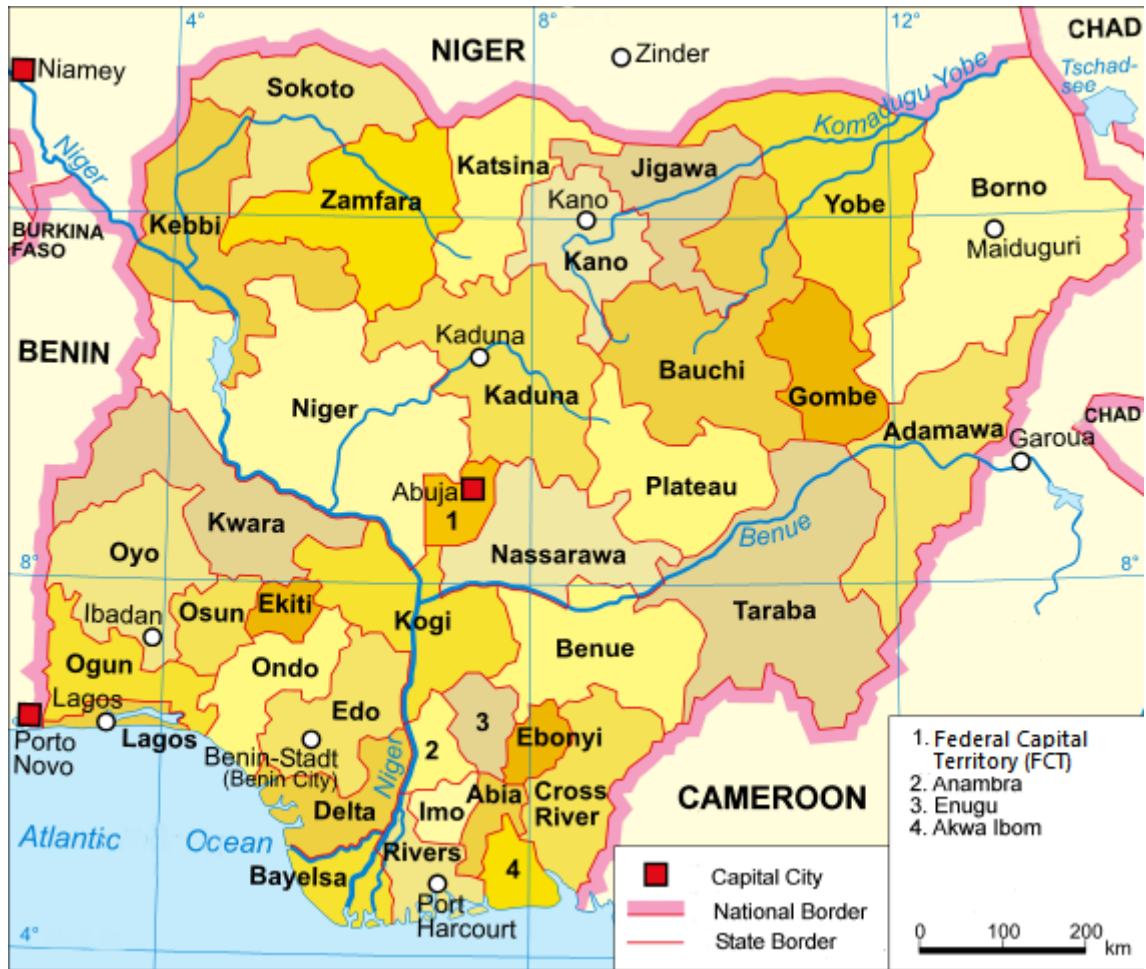 4°
8°
12°
CHAD
NIGER
Zinder
Niamey
Tschad-
see
Sokoto
Komadugu Yobe
Niger
Katsina
Jigawa
Zamfara
Kano
Borno
Yobe
Kebbi
BURKINA
FASO
Kano
Maiduguri
Kaduna
BENIN
Bauchi
Kaduna
Gombe
Niger
CHAD
Adamawa
Garoua
Abuja
Plateau
1
Kwara
Benue
Oyo
Nassarawa
8°
8°
Ekiti
Osun
Ibadan
Kogi
Taraba
Benue
Ogun
Ondo
Lagos
Edo
3
Ebonyi
Lagos
2
Porto
Novo
Benin-Stadt
(Benin City)
Niger
Abia
Cross
River
CAMEROON
Delta
Imo
Atlantic Ocean
Rivers
4
Bayelsa
Port
Harcourt
4°
1. Federal Capital
Territory (FCT)
2. Anambra
3. Enugu
4. Akwa Ibom
Capital City
National Border
State Border
0 100 200
km